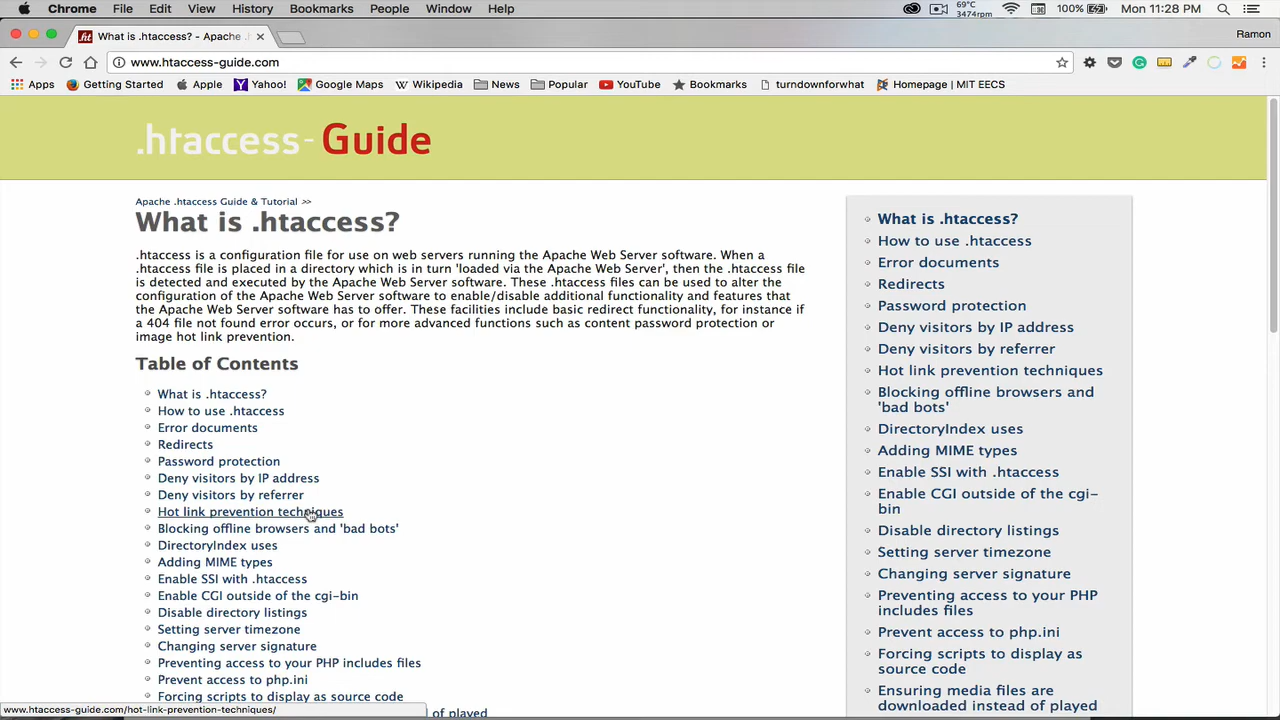 Chrome File Edit View History Bookmarks People Window Help 69°C 3474rpm 100% Mon 11:28 PM
What is .htaccess? - Apache .h Ramon
www.htaccess-guide.com
Apps Getting Started Apple Yahoo! Google Maps Wikipedia News Popular YouTube Bookmarks turndownforwhat Homepage | MIT EECS
.htaccess-Guide
Apache .htaccess Guide & Tutorial >>
What is .htaccess?
.htaccess is a configuration file for use on web servers running the Apache Web Server software. When a
.htaccess file is placed in a directory which is in turn 'loaded via the Apache Web Server', then the .htaccess file
is detected and executed by the Apache Web Server software. These .htaccess files can be used to alter the
configuration of the Apache Web Server software to enable/disable additional functionality and features that
the Apache Web Server software has to offer. These facilities include basic redirect functionality, for instance if
a 404 file not found error occurs, or for more advanced functions such as content password protection or
image hot link prevention.
Table of Contents
What is .htaccess?
How to use .htaccess
Error documents
Redirects
Password protection
Deny visitors by IP address
Deny visitors by referrer
Hot link prevention techniques
Blocking offline browsers and 'bad bots'
DirectoryIndex uses
Adding MIME types
Enable SSI with .htaccess
Enable CGI outside of the cgi-bin
Disable directory listings
Setting server timezone
Changing server signature
Preventing access to your PHP includes files
Prevent access to php.ini
Forcing scripts to display as source code
of played
www.htaccess-guide.com/hot-link-prevention-techniques/
What is .htaccess?
How to use .htaccess
Error documents
Redirects
Password protection
Deny visitors by IP address
Deny visitors by referrer
Hot link prevention techniques
Blocking offline browsers and
'bad bots'
DirectoryIndex uses
Adding MIME types
Enable SSI with .htaccess
Enable CGI outside of the cgi-
bin
Disable directory listings
Setting server timezone
Changing server signature
Preventing access to your PHP
includes files
Prevent access to php.ini
Forcing scripts to display as
source code
Ensuring media files are
downloaded instead of played